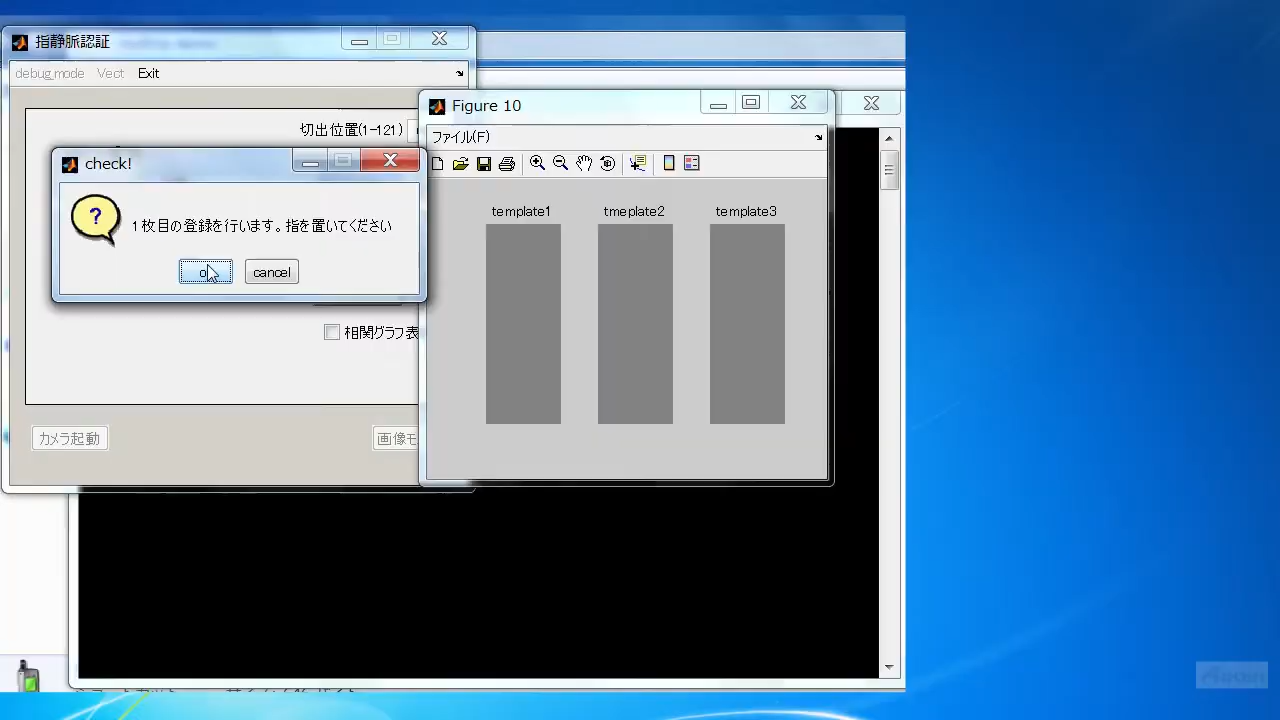 指静脈認証
debug_mode Vect Exit
切出位置(1-121)
check!
1枚目の登録を行います。指を置いてください
ok
cancel
相関グラフ表
カメラ起動
画像モ
Figure 10
ファイル(F)
template1 tmeplate2 template3